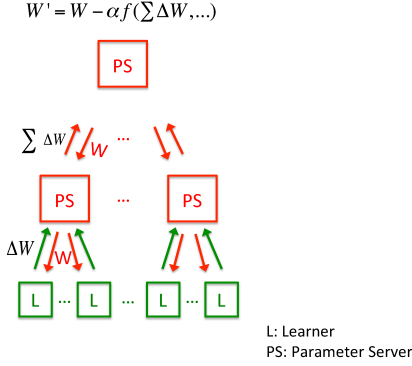 W' = W − αf(∑ΔW,...)
PS
∑ ΔW W ...
PS ... PS
ΔW W
L ... L ... L ... L
L: Learner
PS: Parameter Server